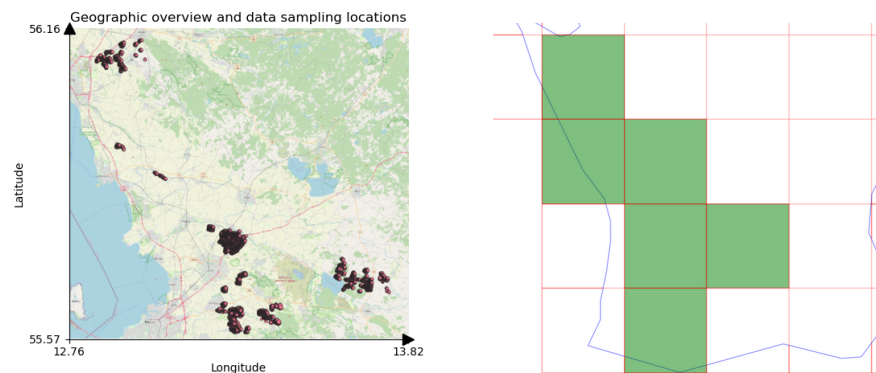 Geographic overview and data sampling locations
56.16
Latitude
55.57
12.76
13.82
Longitude